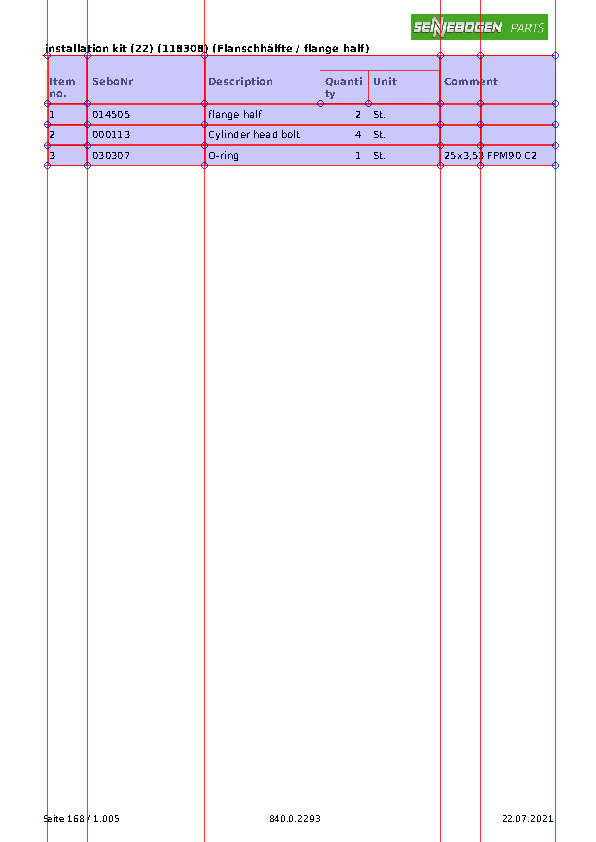 SENNEBOGEN PARTS
installation kit (22) (118308) (Flanschhälfte / flange half)
Item no. SeboNr Description Quantity Unit Comment
1 014505 flange half 2 St.
2 000113 Cylinder head bolt 4 St.
3 030307 O-ring 1 St. 25x3,53 FPM90 C2
Seite 168 / 1.005 840.0.2293 22.07.2021